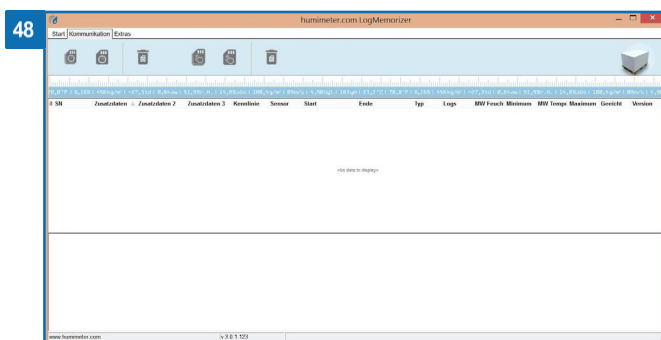 48
humimeter.com LogMemorizer
Start Kommunikation Extras
SN Zusatzdaten Zusatzdaten 2 Zusatzdaten 3 Kennlinie Sensor Start Ende Typ Logs MW Feuch Minimum MW Tempe Maximum Gewicht Version
<No data to display>
www.humimeter.com
v 3.0.1.123